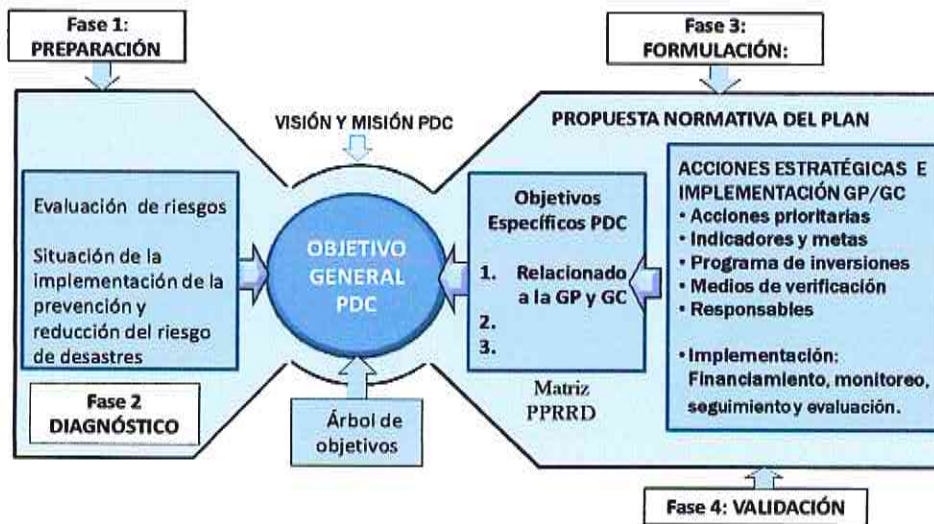 Fase 1:
PREPARACIÓN
Fase 3:
FORMULACIÓN:
VISIÓN Y MISIÓN PDC
PROPUESTA NORMATIVA DEL PLAN
Evaluación de riesgos
Situación de la
implementación de la
prevención y
reducción del riesgo
de desastres
Fase 2
DIAGNÓSTICO
OBJETIVO
GENERAL
PDC
Árbol de
objetivos
Objetivos
Específicos PDC
1. Relacionado
a la GP y GC
2.
3.
Matriz
PPRRD
ACCIONES ESTRATÉGICAS E
IMPLEMENTACIÓN GP/GC
• Acciones prioritarias
• Indicadores y metas
• Programa de inversiones
• Medios de verificación
• Responsables
• Implementación:
Financiamiento, monitoreo,
seguimiento y evaluación.
Fase 4: VALIDACIÓN